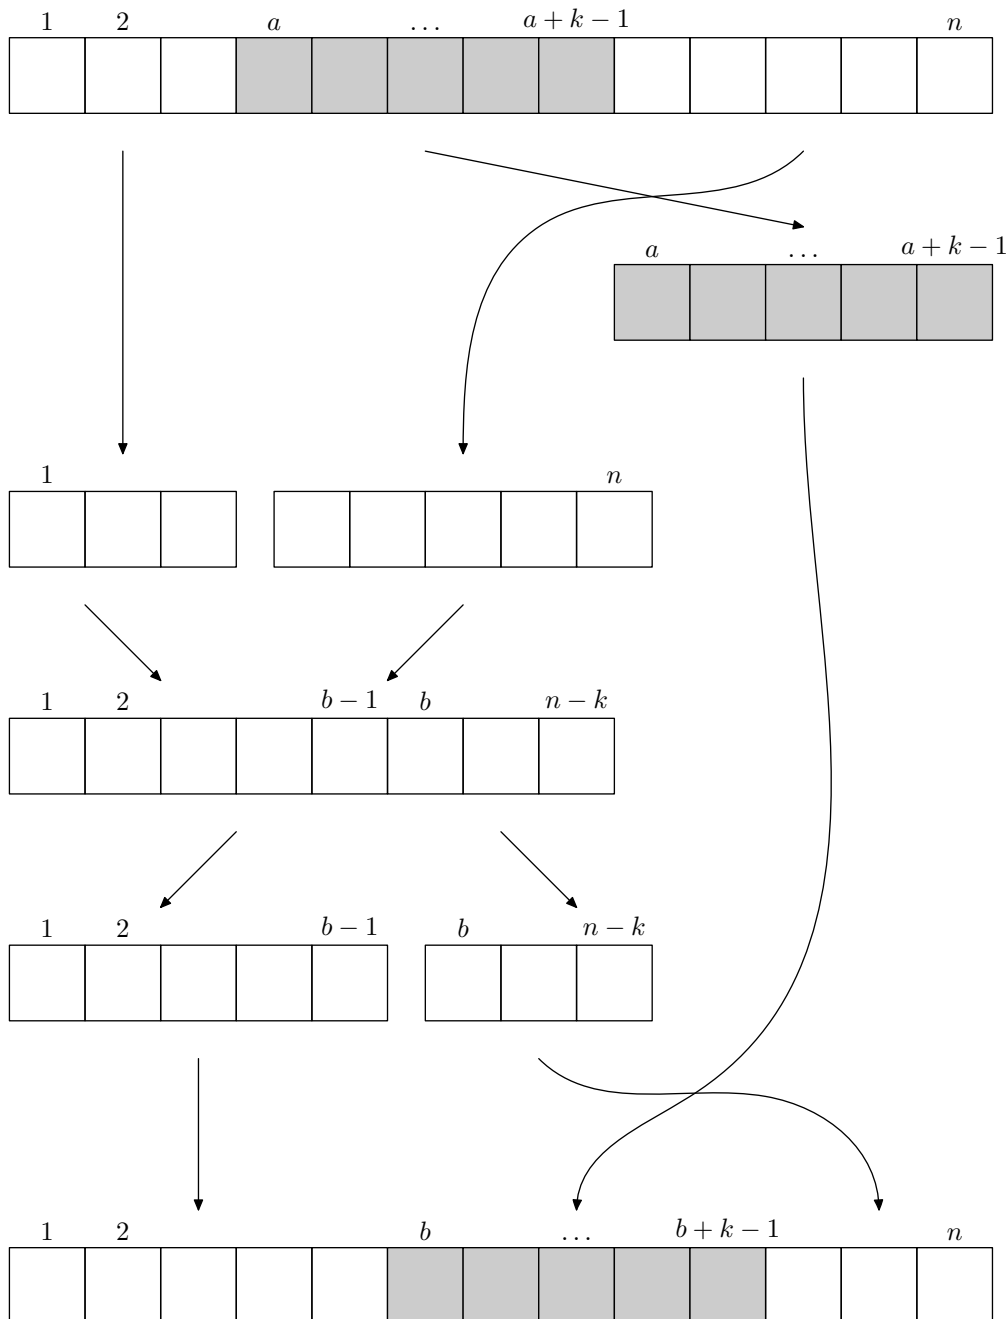 1 2 a … a + k − 1 n
a … a + k − 1
1 n
1 2 b − 1 b n − k
1 2 b − 1 b n − k
1 2 b … b + k − 1 n